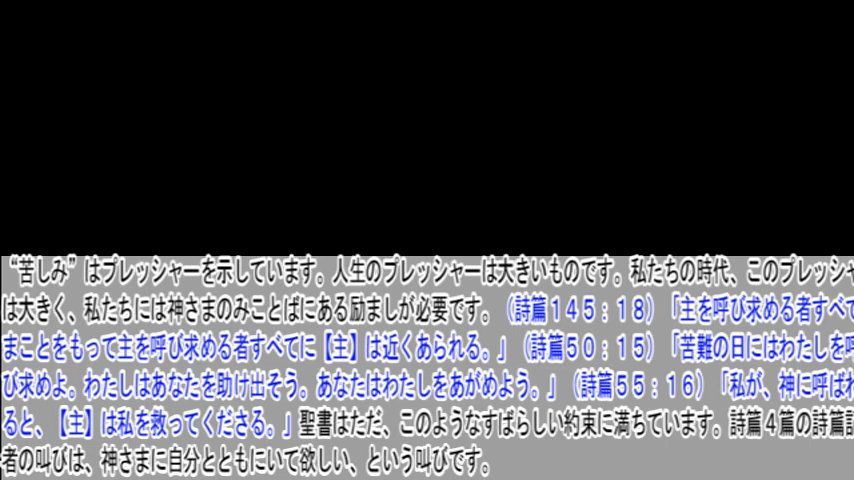 “苦しみ”はプレッシャーを示しています。人生のプレッシャーは大きいものです。私たちの時代、このプレッシャ
は大きく、私たちには神さまのみことばにある励ましが必要です。（詩篇１４５：１８）「主を呼び求める者すべて
まことをもって主を呼び求める者すべてに【主】は近くあられる。」（詩篇５０：１５）「苦難の日にはわたしを呼
び求めよ。わたしはあなたを助け出そう。あなたはわたしをあがめよう。」（詩篇５５：１６）「私が、神に呼ばわ
ると、【主】は私を救ってくださる。」聖書はただ、このようなすばらしい約束に満ちています。詩篇４篇の詩篇記
者の叫びは、神さまに自分とともにいて欲しい、という叫びです。